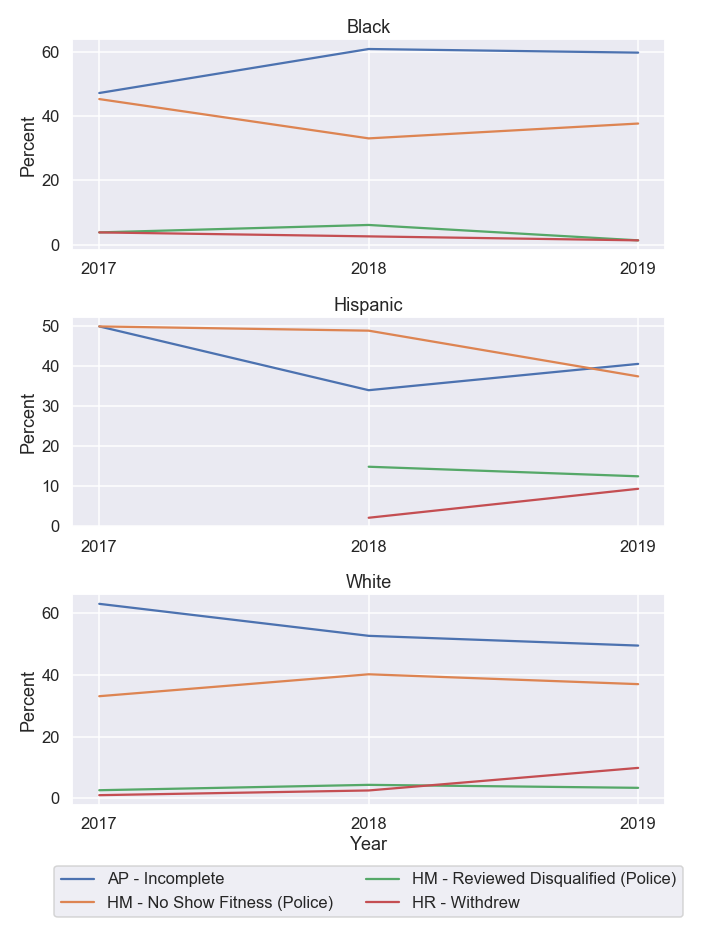 Black
60
40
20
0
Percent
2017 2018 2019
Hispanic
50
40
30
20
10
0
Percent
2017 2018 2019
White
60
40
20
0
Percent
2017 2018 2019
Year
AP - Incomplete HM - Reviewed Disqualified (Police)
HM - No Show Fitness (Police) HR - Withdrew